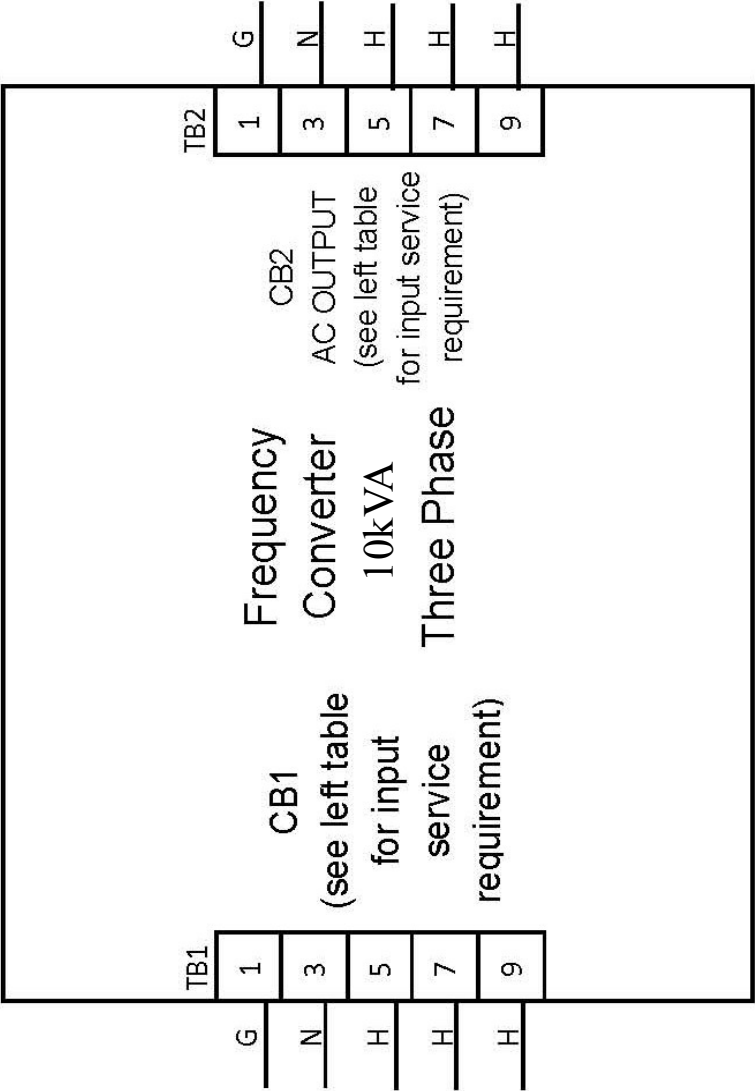 TB1
G 1
N 3
H 5
H 7
H 9
CB1
(see left table
for input
service
requirement)
Frequency
Converter
10kVA
Three Phase
CB2
AC OUTPUT
(see left table
for input service
requirement)
TB2
1 G
3 N
5 H
7 H
9 H